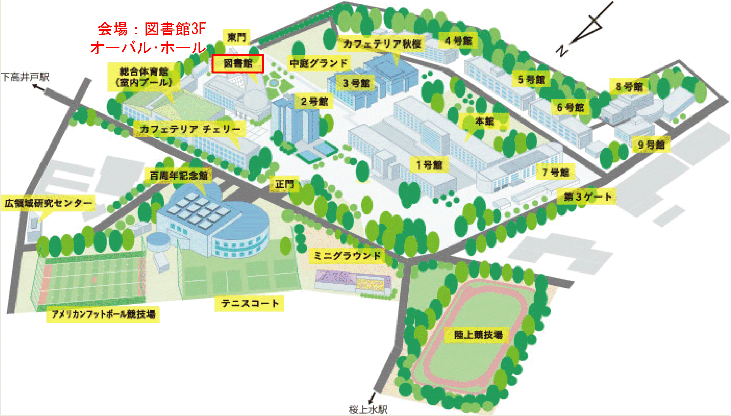 会場：図書館3F
オーバル･ホール
東門
図書館
中庭グランド
カフェテリア秋桜
4号館
5号館
8号館
6号館
9号館
N
下高井戸駅
総合体育館
(室内プール)
3号館
2号館
本館
カフェテリア チェリー
1号館
7号館
百周年記念館
正門
第3ゲート
広領域研究センター
ミニグラウンド
アメリカンフットボール競技場
テニスコート
陸上競技場
桜上水駅